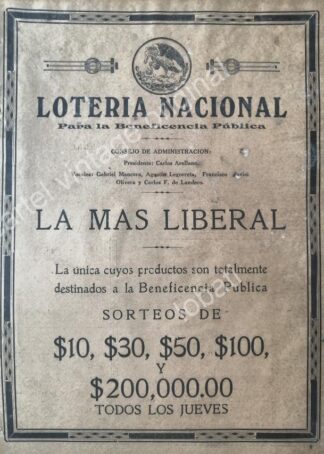 LOTERIA NACIONAL
Para la Beneficencia Pública
CONSEJO DE ADMINISTRACION:
Presidente: Carlos Arellano.
Vocales: Gabriel Mancera, Agustín Legorreta, Francisco
Olivera y Carlos F. de Landero.
LA MAS LIBERAL
La única cuyos productos son totalmente
destinados a la Beneficencia Pública
SORTEOS DE
$10, $30, $50, $100,
Y
$200,000.00
TODOS LOS JUEVES